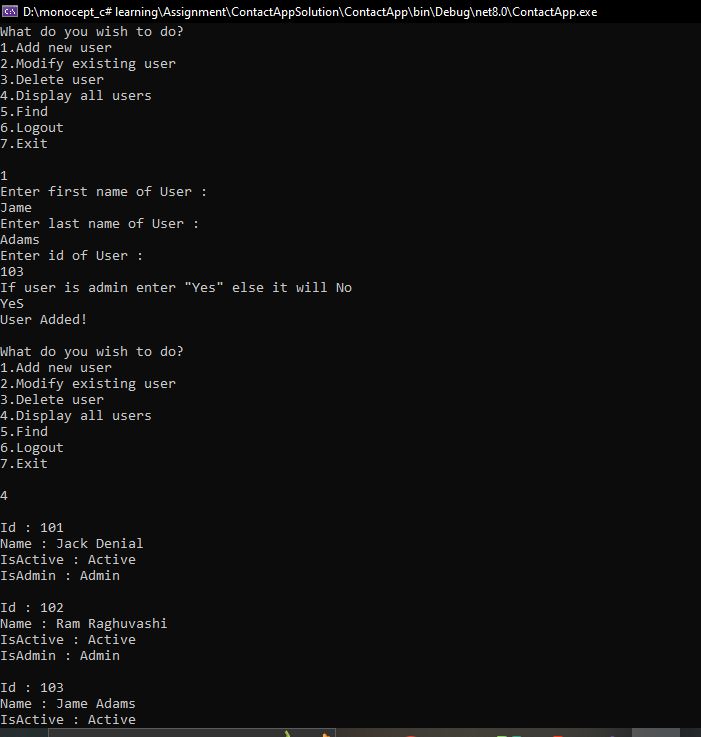 D:\monocept_c# learning\Assignment\ContactAppSolution\ContactApp\bin\Debug\net8.0\ContactApp.exe
What do you wish to do?
1.Add new user
2.Modify existing user
3.Delete user
4.Display all users
5.Find
6.Logout
7.Exit
1
Enter first name of User :
Jame
Enter last name of User :
Adams
Enter id of User :
103
If user is admin enter "Yes" else it will No
YeS
User Added!
What do you wish to do?
1.Add new user
2.Modify existing user
3.Delete user
4.Display all users
5.Find
6.Logout
7.Exit
4
Id : 101
Name : Jack Denial
IsActive : Active
IsAdmin : Admin
Id : 102
Name : Ram Raghuvashi
IsActive : Active
IsAdmin : Admin
Id : 103
Name : Jame Adams
IsActive : Active